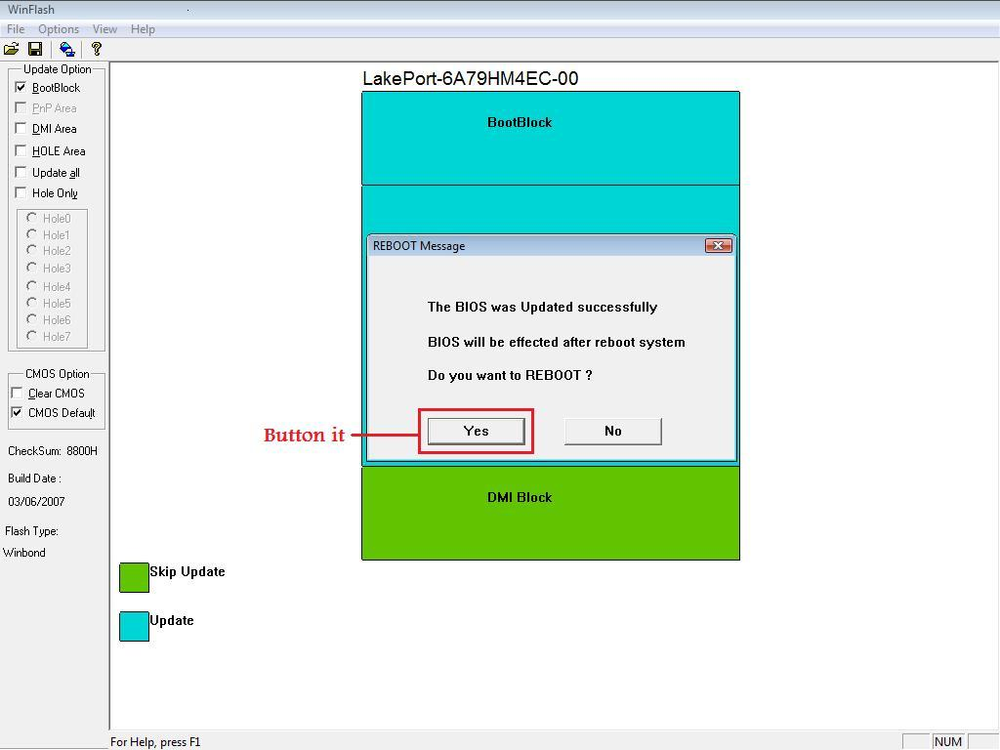 WinFlash
File Options View Help
Update Option
BootBlock
PnP Area
DMI Area
HOLE Area
Update all
Hole Only
Hole0
Hole1
Hole2
Hole3
Hole4
Hole5
Hole6
Hole7
CMOS Option
Clear CMOS
CMOS Default
CheckSum: 8800H
Build Date :
03/06/2007
Flash Type:
Winbond
LakePort-6A79HM4EC-00
BootBlock
REBOOT Message
The BIOS was Updated successfully
BIOS will be effected after reboot system
Do you want to REBOOT ?
Button it
Yes No
DMI Block
Skip Update
Update
For Help, press F1
NUM